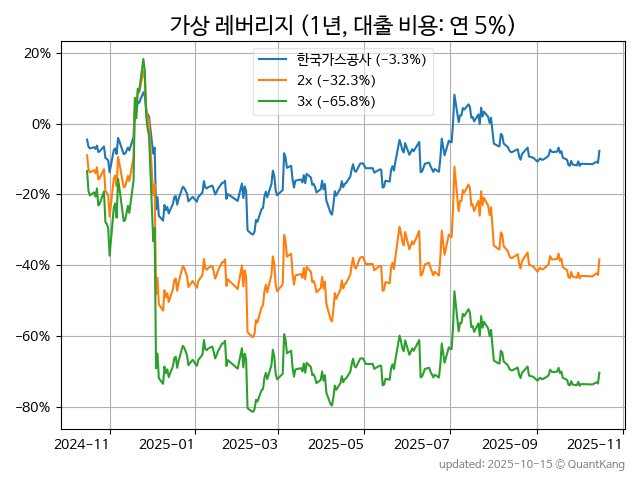 가상 레버리지 (1년, 대출 비용: 연 5%)
한국가스공사 (−3.3%)
2x (−32.3%)
3x (−65.8%)
20%
0%
−20%
−40%
−60%
−80%
2024−11 2025−01 2025−03 2025−05 2025−07 2025−09 2025−11
updated: 2025-10-15 © QuantKang